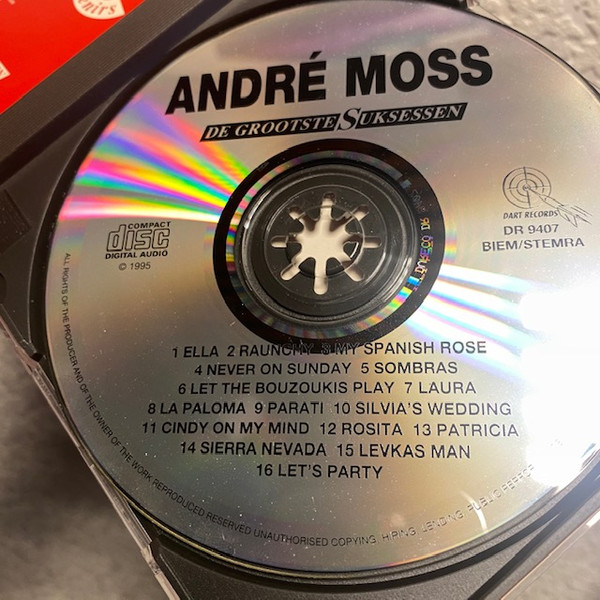 enirs
ANDRÉ MOSS
DE GROOTSTE SUKSESSEN
COMPACT
disc
DIGITAL AUDIO
© 1995
DART RECORDS
DR 9407
BIEM/STEMRA
1 ELLA 2 RAUNCHY 3 MY SPANISH ROSE
4 NEVER ON SUNDAY 5 SOMBRAS
6 LET THE BOUZOUKIS PLAY 7 LAURA
8 LA PALOMA 9 PARATI 10 SILVIA'S WEDDING
11 CINDY ON MY MIND 12 ROSITA 13 PATRICIA
14 SIERRA NEVADA 15 LEVKAS MAN
16 LET'S PARTY
ALL RIGHTS OF THE PRODUCER AND OF THE OWNER OF THE WORK REPRODUCED RESERVED UNAUTHORISED COPYING, HIRING, LENDING, PUBLIC